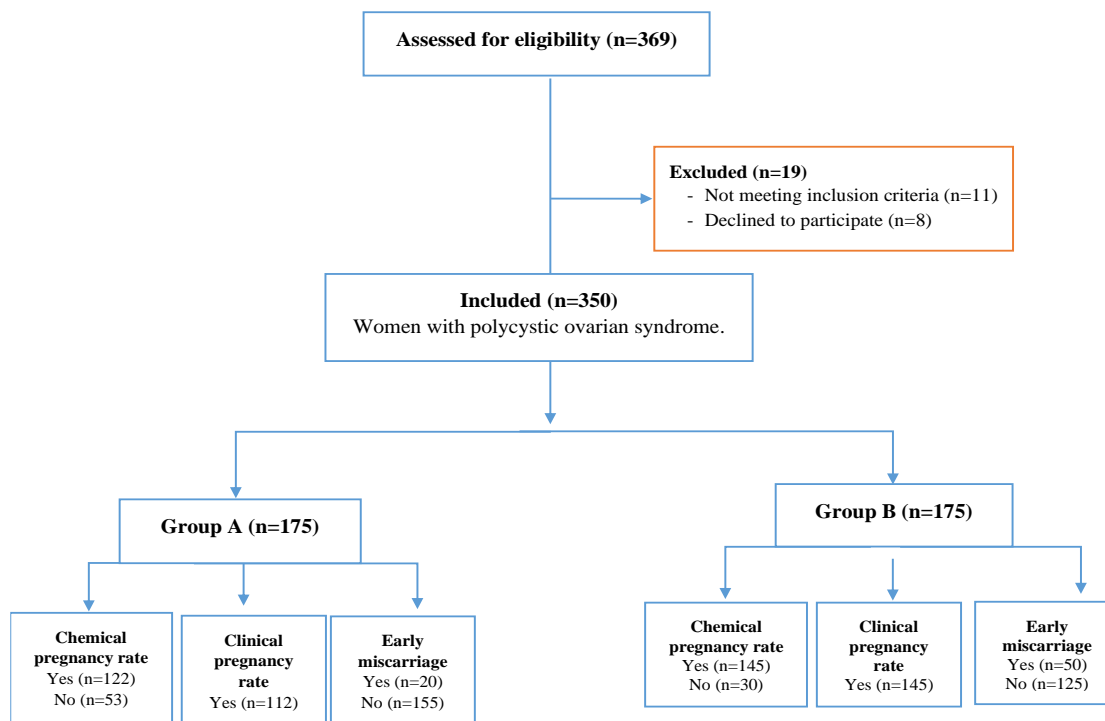 Assessed for eligibility (n=369)
Excluded (n=19)
- Not meeting inclusion criteria (n=11)
- Declined to participate (n=8)
Included (n=350)
Women with polycystic ovarian syndrome.
Group A (n=175)
Group B (n=175)
Chemical
pregnancy rate
Yes (n=122)
No (n=53)
Clinical
pregnancy
rate
Yes (n=112)
Early
miscarriage
Yes (n=20)
No (n=155)
Chemical
pregnancy rate
Yes (n=145)
No (n=30)
Clinical
pregnancy
rate
Yes (n=145)
Early
miscarriage
Yes (n=50)
No (n=125)